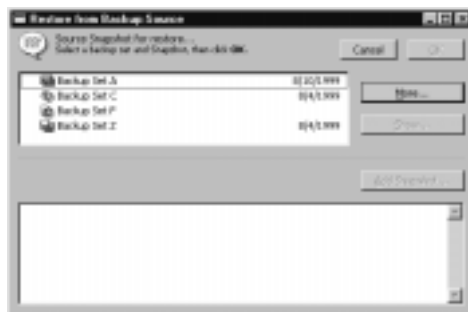 Restore from Backup Source
Source Snapshot for restore...
Select a backup set and Snapshot, then click OK.
Cancel
OK
Backup Set A 8/10/1999
Backup Set C 8/4/1999
Backup Set F
Backup Set Z 8/4/1999
More...
Show...
Add Snapshot...